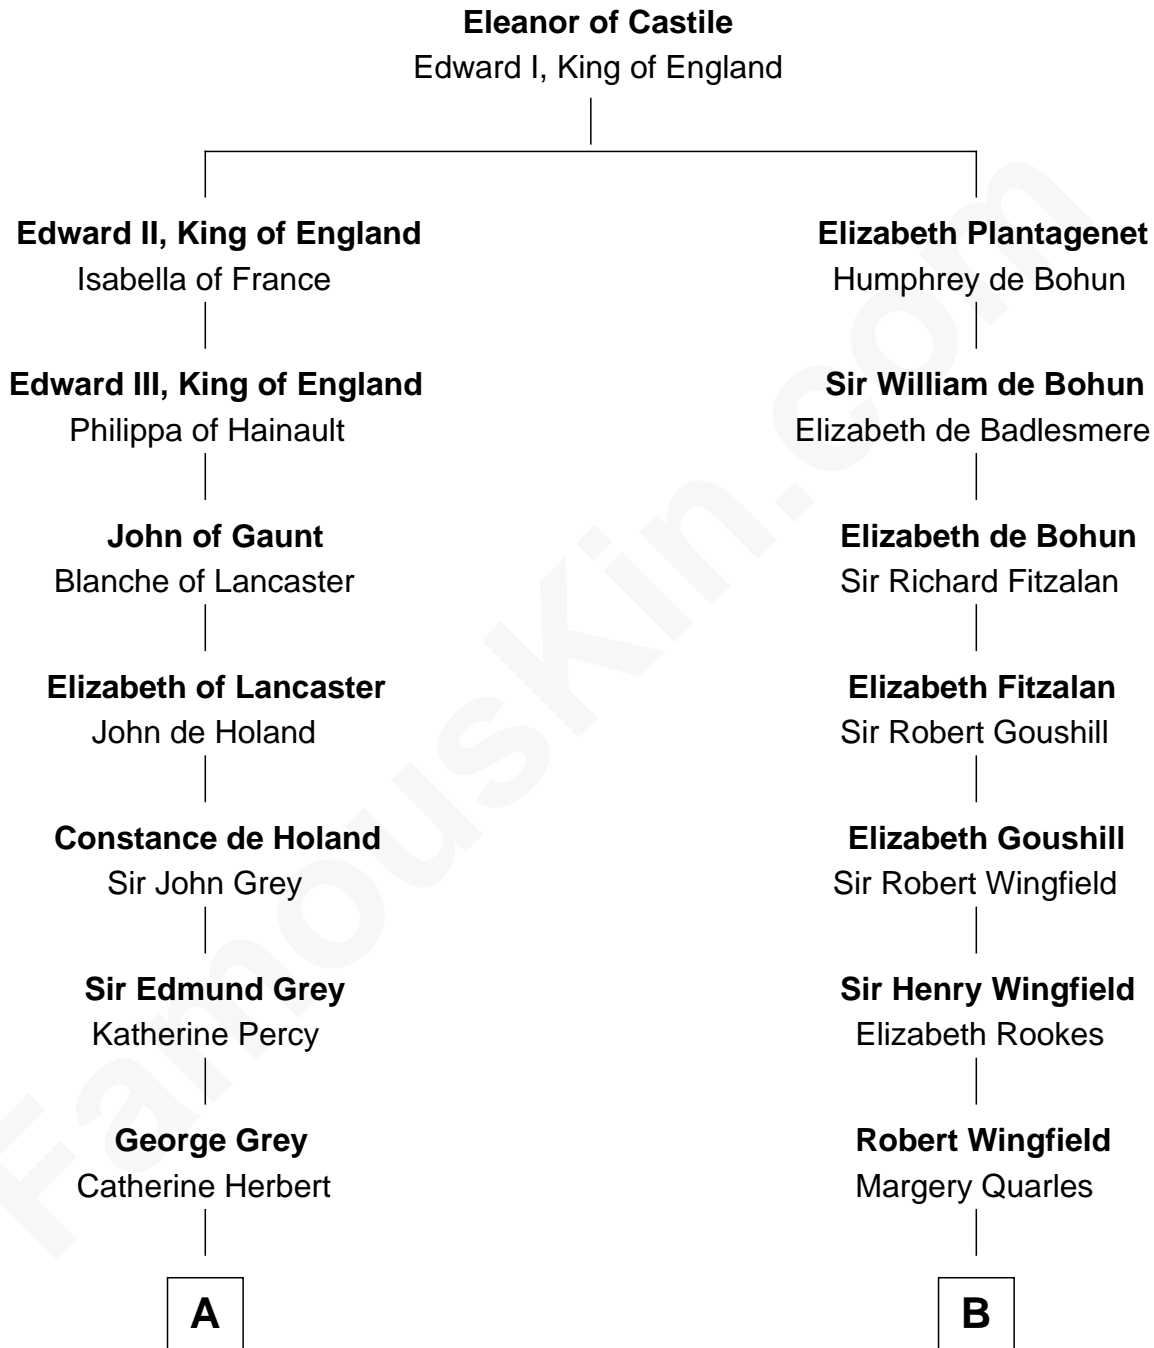 Eleanor of Castile
Edward I, King of England
Edward II, King of England
Isabella of France
Elizabeth Plantagenet
Humphrey de Bohun
Edward III, King of England
Philippa of Hainault
Sir William de Bohun
Elizabeth de Badlesmere
John of Gaunt
Blanche of Lancaster
Elizabeth de Bohun
Sir Richard Fitzalan
Elizabeth of Lancaster
John de Holand
Elizabeth Fitzalan
Sir Robert Goushill
Constance de Holand
Sir John Grey
Elizabeth Goushill
Sir Robert Wingfield
Sir Edmund Grey
Katherine Percy
Sir Henry Wingfield
Elizabeth Rookes
George Grey
Catherine Herbert
Robert Wingfield
Margery Quarles
A
B
FamousKin.com